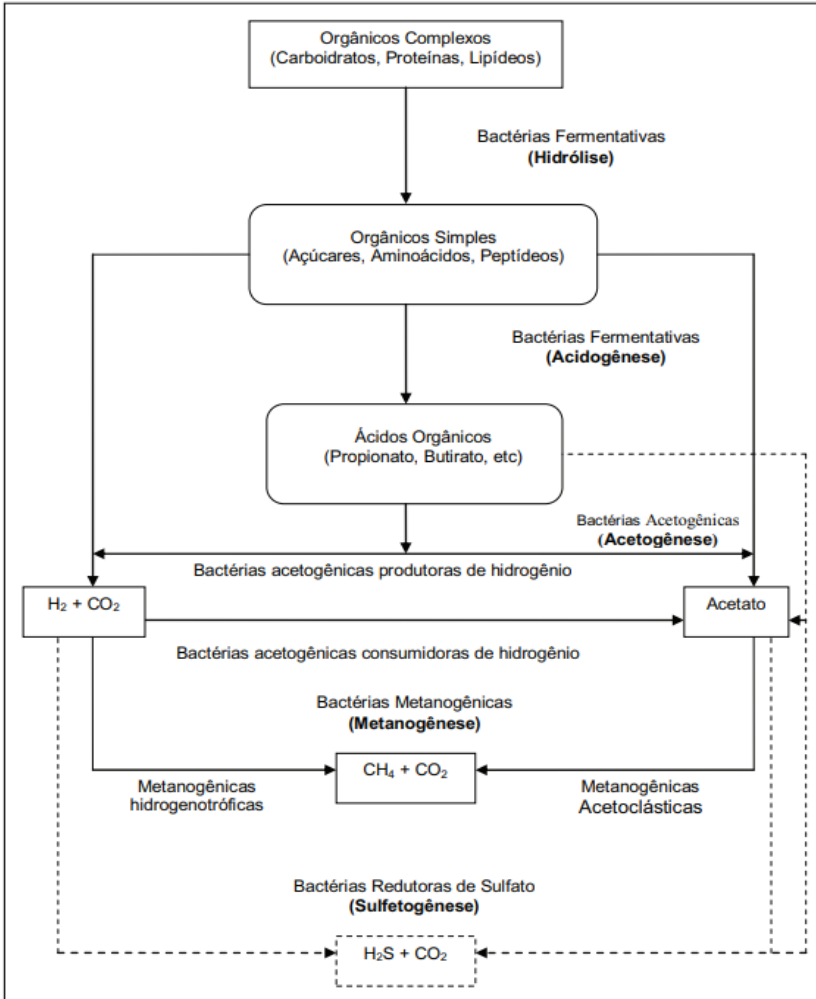 Orgânicos Complexos
(Carboidratos, Proteínas, Lipídeos)
Bactérias Fermentativas
(Hidrólise)
Orgânicos Simples
(Açúcares, Aminoácidos, Peptídeos)
Bactérias Fermentativas
(Acidogênese)
Ácidos Orgânicos
(Propionato, Butirato, etc)
Bactérias Acetogênicas
(Acetogênese)
Bactérias acetogênicas produtoras de hidrogênio
H₂ + CO₂
Acetato
Bactérias acetogênicas consumidoras de hidrogênio
Bactérias Metanogênicas
(Metanogênese)
CH₄ + CO₂
Metanogênicas
hidrogenotróficas
Metanogênicas
Acetoclásticas
Bactérias Redutoras de Sulfato
(Sulfetogênese)
H₂S + CO₂